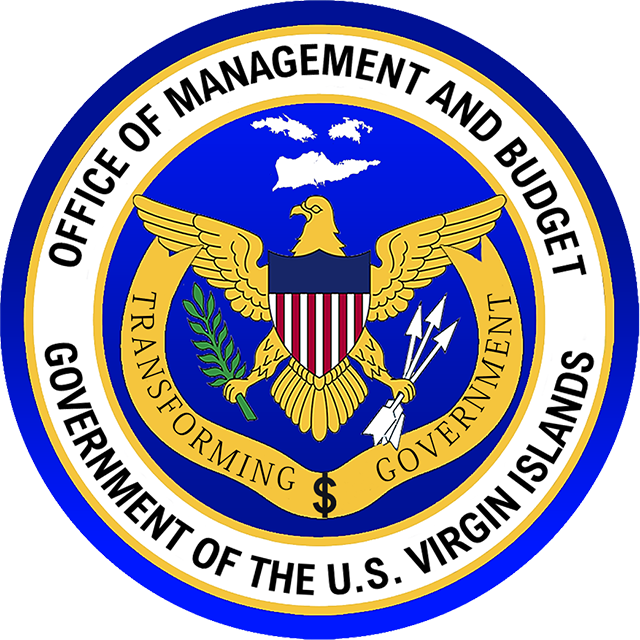 OFFICE OF MANAGEMENT AND BUDGET
TRANSFORMING $ GOVERNMENT
GOVERNMENT OF THE U.S. VIRGIN ISLANDS